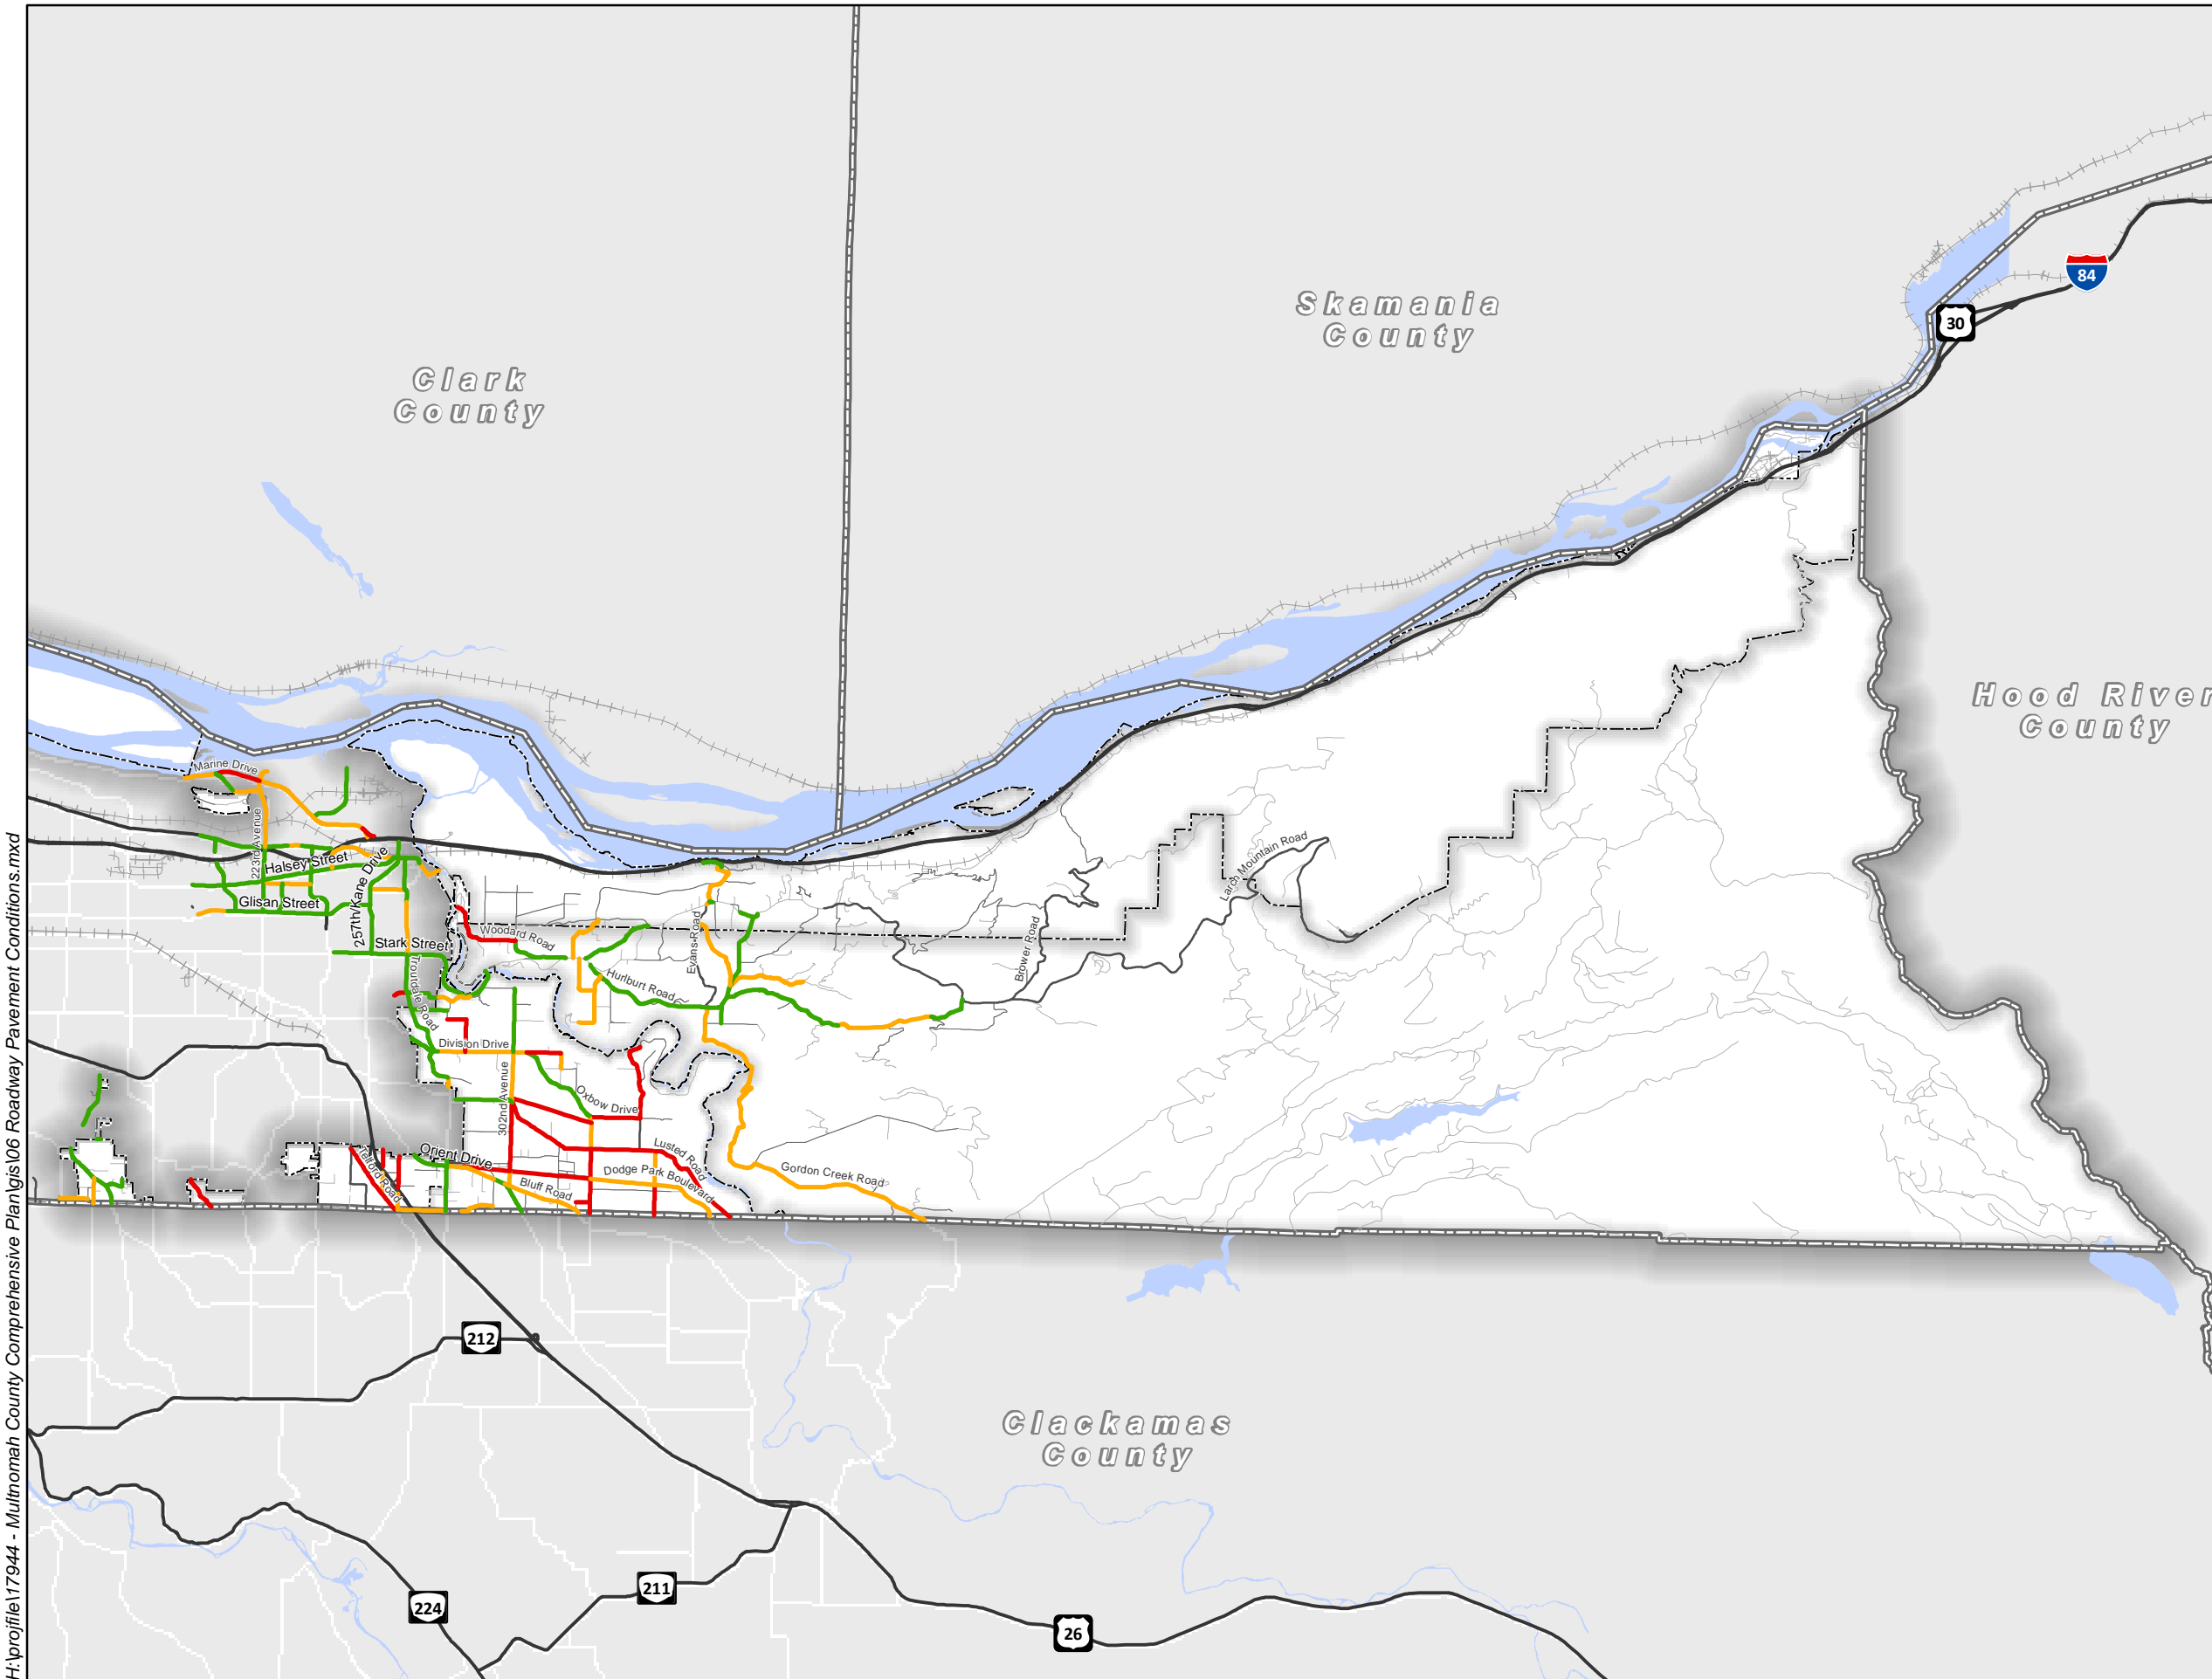 84
30
Skamania
County
Clark
County
Hood River
County
Marine Drive
223rd Avenue
Halsey Street
257th/Kane Drive
Glisan Street
Stark Street
Troutdale Road
Woodard Road
Evans Road
Hurlburt Road
Larch Mountain Road
Brower Road
Division Drive
302nd Avenue
Oxbow Drive
Orient Drive
Telford Road
Lusted Road
Dodge Park Boulevard
Bluff Road
Gordon Creek Road
212
Clackamas
County
211
224
26
H:\projfile\17944 - Multnomah County Comprehensive Plan\gis\06 Roadway Pavement Conditions.mxd